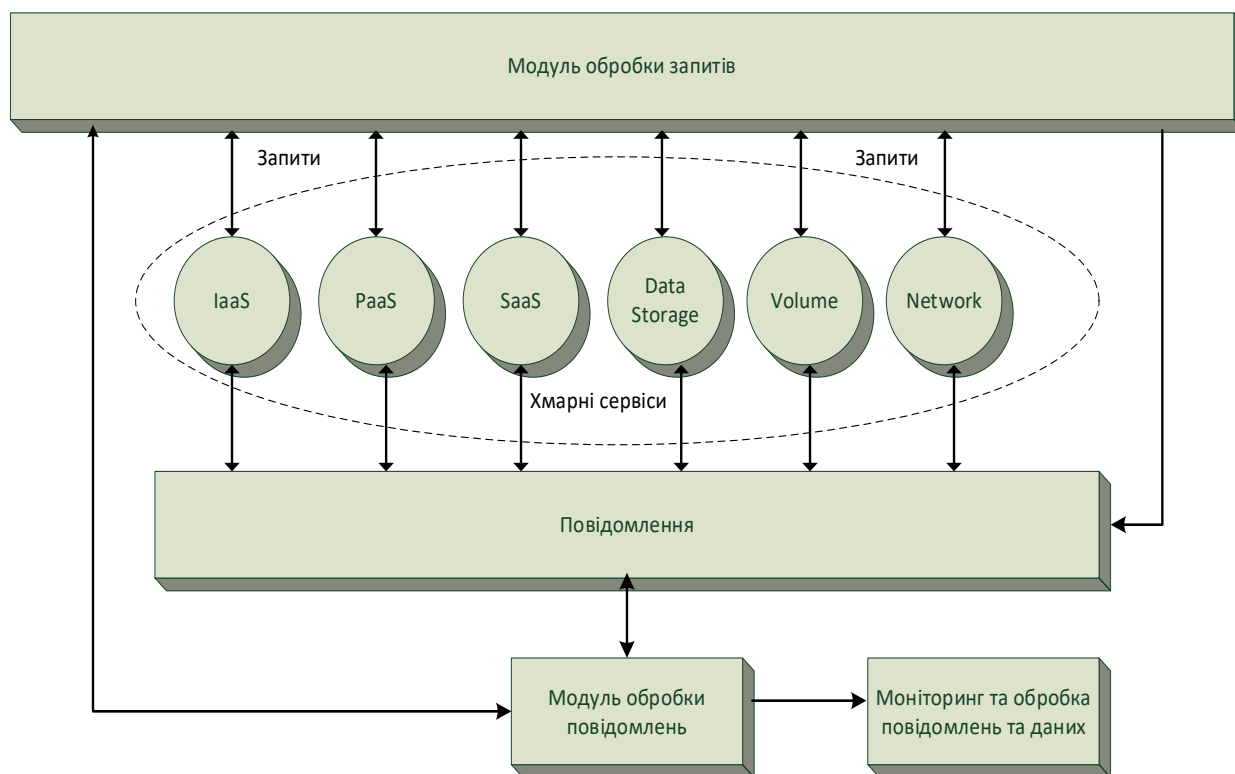 Модуль обробки запитів
Запити
Запити
IaaS
PaaS
SaaS
Data
Storage
Volume
Network
Хмарні сервіси
Повідомлення
Модуль обробки
повідомлень
Моніторинг та обробка
повідомлень та даних